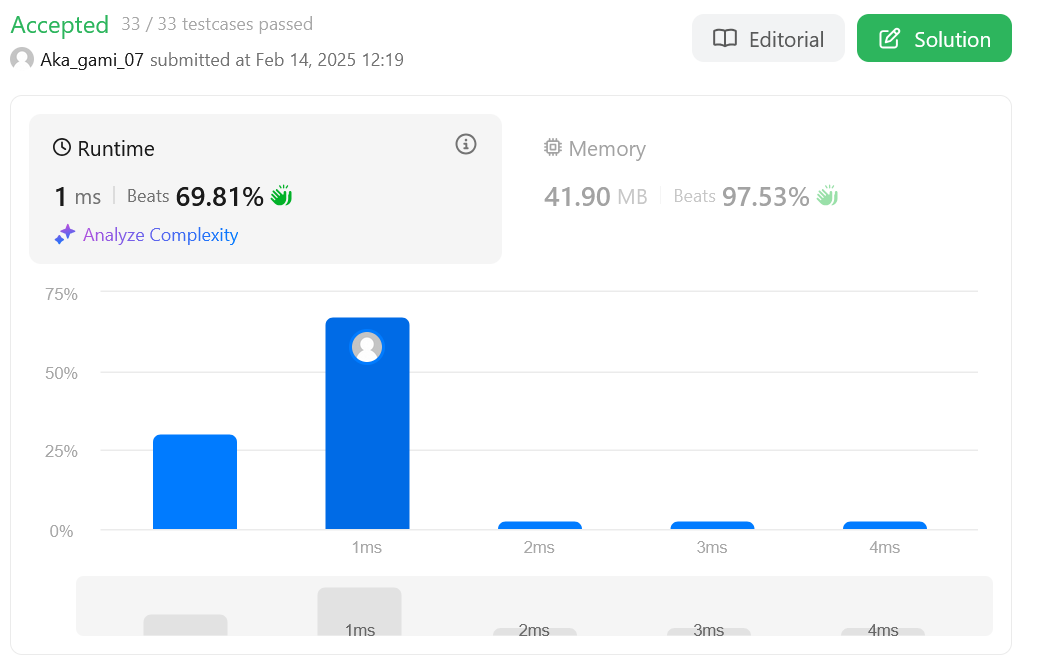 Accepted 33 / 33 testcases passed
Aka_gami_07 submitted at Feb 14, 2025 12:19
Editorial
Solution
Runtime
1 ms Beats 69.81%
Analyze Complexity
Memory
41.90 MB Beats 97.53%
75%
50%
25%
0%
1ms 2ms 3ms 4ms
1ms 2ms 3ms 4ms